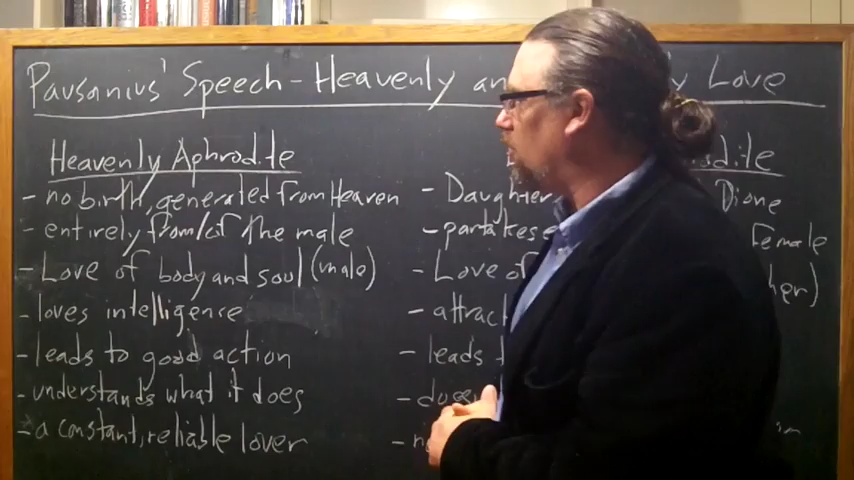 Pausanius' Speech - Heavenly an y Love
Heavenly Aphrodite
- no birth, generated from Heaven
- entirely from/of the male
- Love of body and soul (male)
- loves intelligence
- leads to good action
- understands what it does
- a constant, reliable lover
dite
- Daughter Dione
- partakes Female
- Love of her)
- attract
- leads
- does